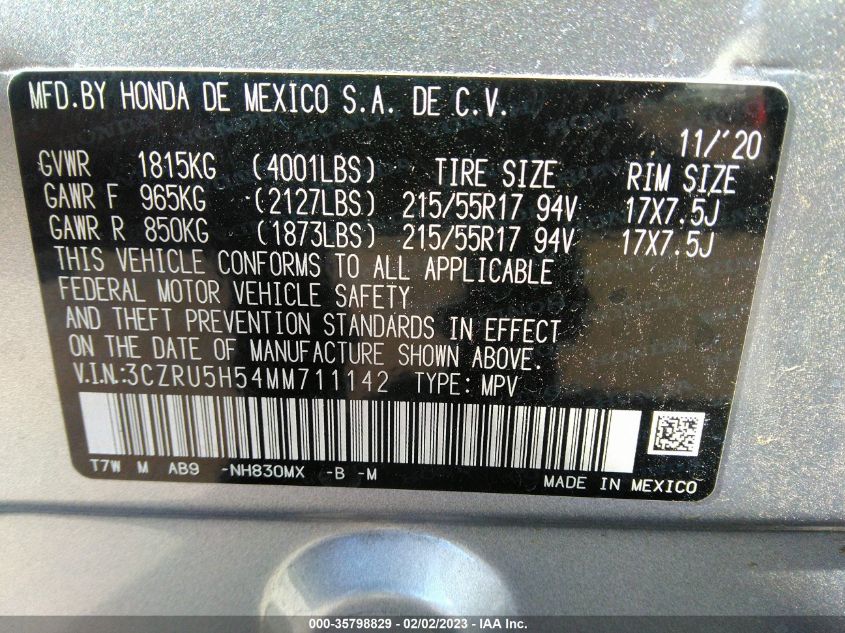 MFD.BY HONDA DE MEXICO S.A. DE C.V.
11/'20
GVWR 1815KG (4001LBS) TIRE SIZE RIM SIZE
GAWR F 965KG (2127LBS) 215/55R17 94V 17X7.5J
GAWR R 850KG (1873LBS) 215/55R17 94V 17X7.5J
THIS VEHICLE CONFORMS TO ALL APPLICABLE
FEDERAL MOTOR VEHICLE SAFETY
AND THEFT PREVENTION STANDARDS IN EFFECT
ON THE DATE OF MANUFACTURE SHOWN ABOVE.
V.I.N:3CZRU5H54MM711142 TYPE: MPV
T7W M AB9 -NH830MX -B -M
MADE IN MEXICO
000-35798829 - 02/02/2023 - © IAA Inc.